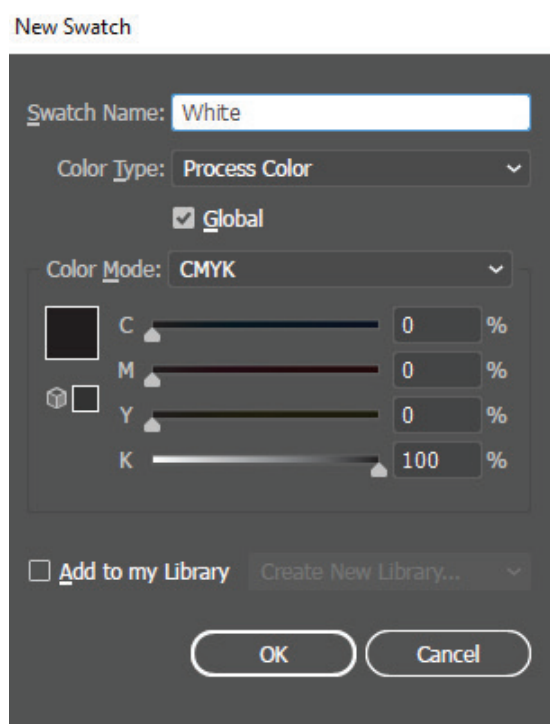 New Swatch
Swatch Name: White
Color Type: Process Color
Global
Color Mode: CMYK
C 0 %
M 0 %
Y 0 %
K 100 %
Add to my Library Create New Library...
OK Cancel